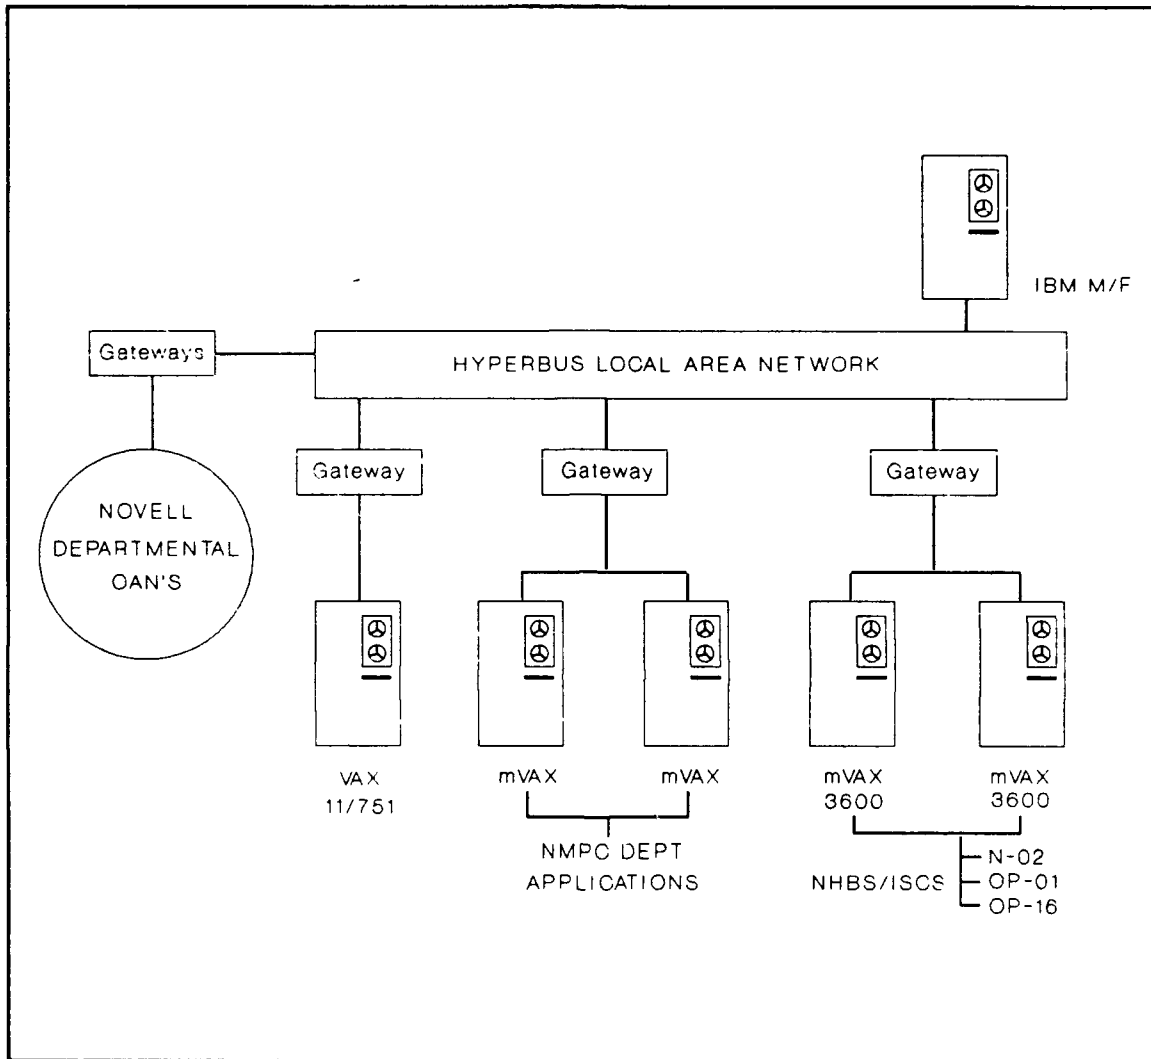 IBM M/F
Gateways
HYPERBUS LOCAL AREA NETWORK
Gateway
Gateway
Gateway
NOVELL
DEPARTMENTAL
OAN'S
VAX
11/751
mVAX
mVAX
mVAX
3600
mVAX
3600
NMPC DEPT
APPLICATIONS
NHBS/ISCS
N-02
OP-01
OP-16